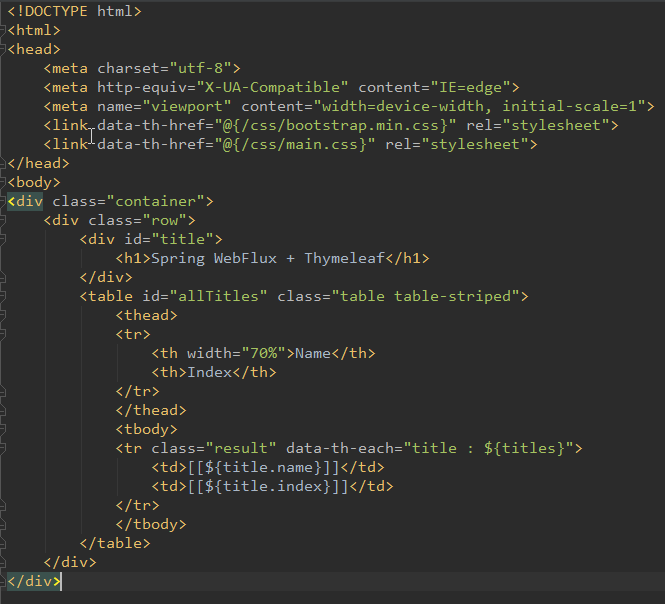 <!DOCTYPE html>
<html>
<head>
    <meta charset="utf-8">
    <meta http-equiv="X-UA-Compatible" content="IE=edge">
    <meta name="viewport" content="width=device-width, initial-scale=1">
    <link data-th-href="@{/css/bootstrap.min.css}" rel="stylesheet">
    <link data-th-href="@{/css/main.css}" rel="stylesheet">
</head>
<body>
<div class="container">
    <div class="row">
        <div id="title">
            <h1>Spring WebFlux + Thymeleaf</h1>
        </div>
        <table id="allTitles" class="table table-striped">
            <thead>
            <tr>
                <th width="70%">Name</th>
                <th>Index</th>
            </tr>
            </thead>
            <tbody>
            <tr class="result" data-th-each="title : ${titles}">
                <td>[[${title.name}]]</td>
                <td>[[${title.index}]]</td>
            </tr>
            </tbody>
        </table>
    </div>
</div>